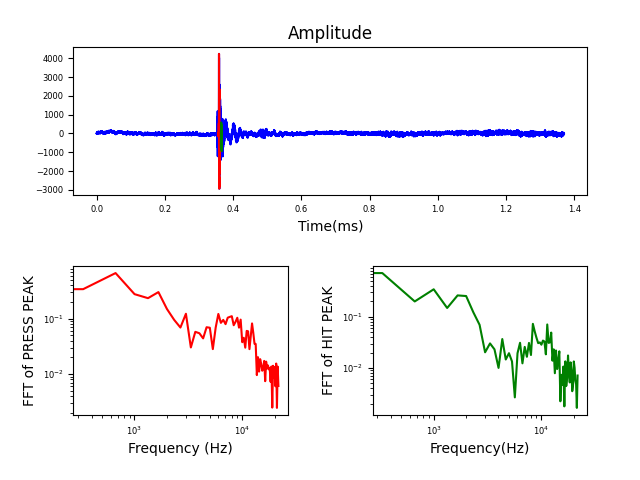 Amplitude
4000
3000
2000
1000
0
−1000
−2000
−3000
0.0 0.2 0.4 0.6 0.8 1.0 1.2 1.4
Time(ms)
FFT of PRESS PEAK
10⁻¹
10⁻²
10³ 10⁴
Frequency (Hz)
FFT of HIT PEAK
10⁻¹
10⁻²
10³ 10⁴
Frequency(Hz)